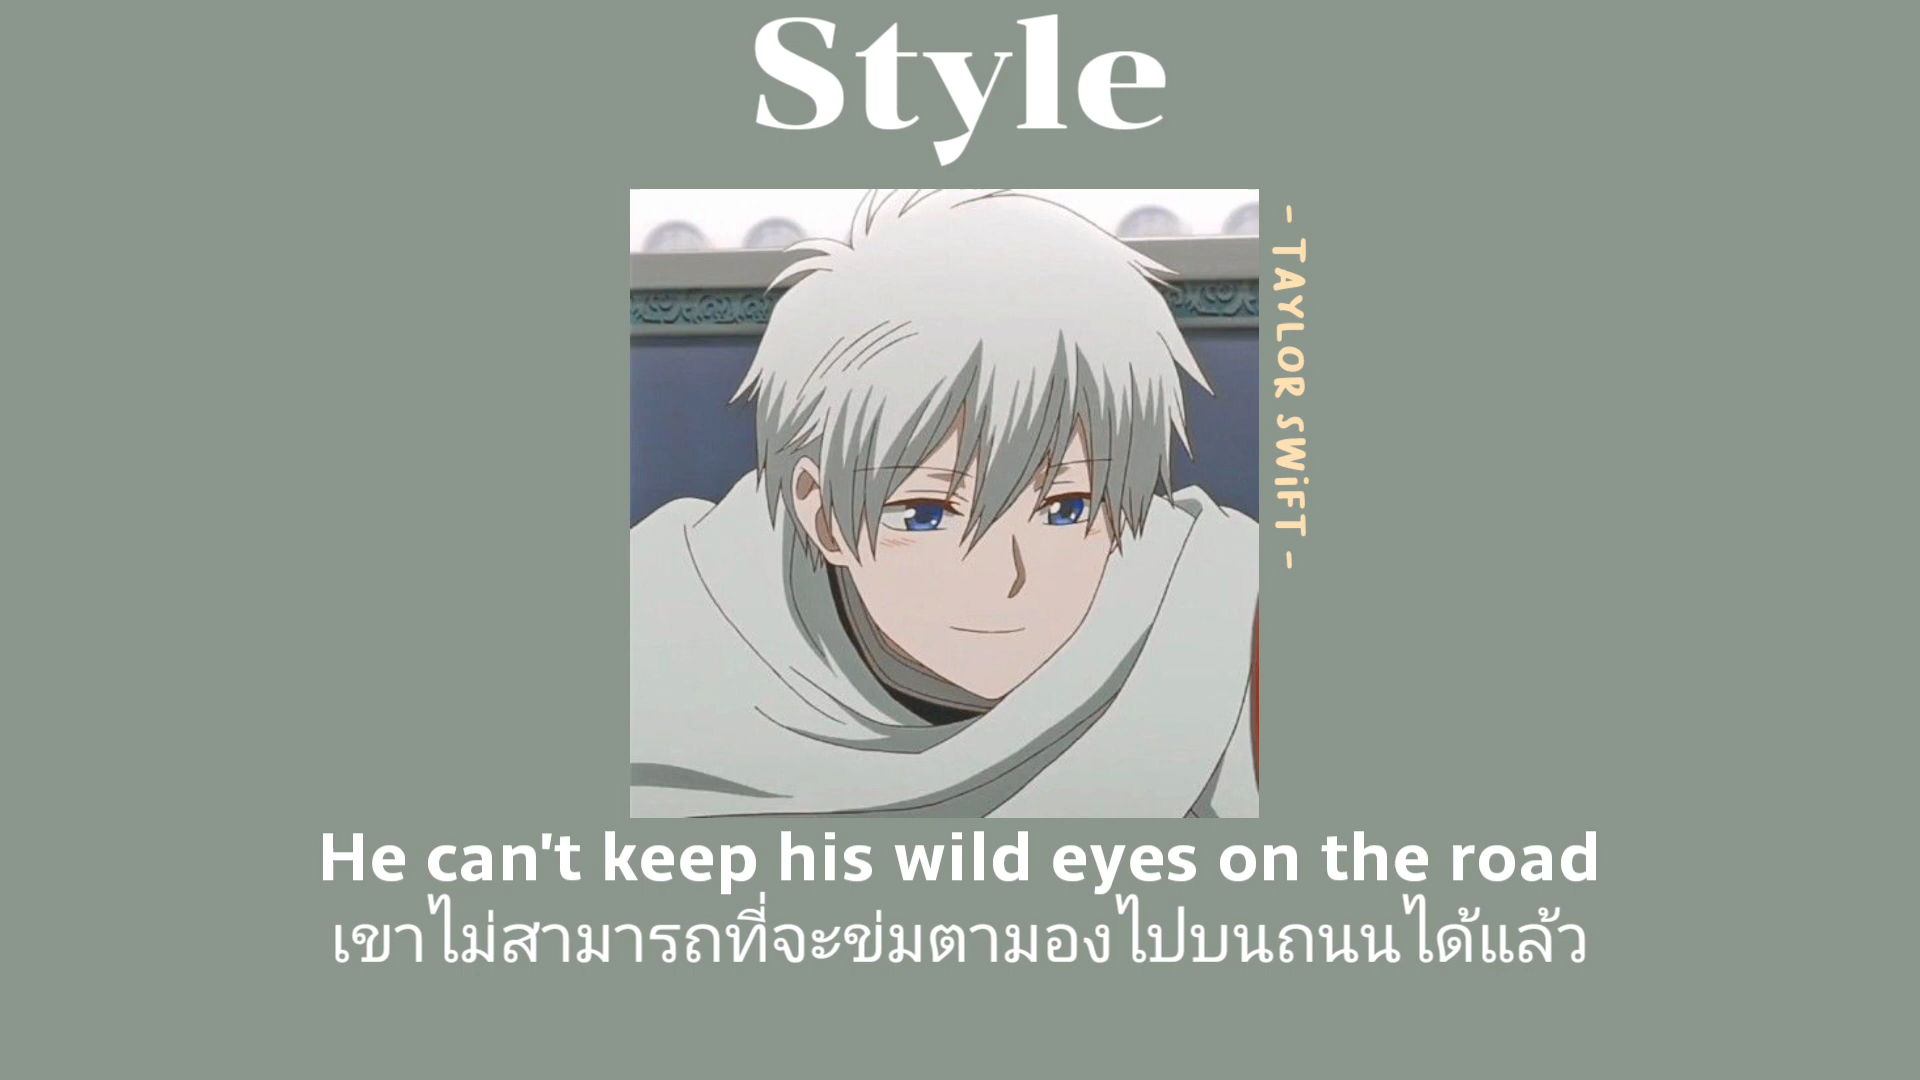 Style
- TAYLOR SWiFT -
He can't keep his wild eyes on the road
เขาไม่สามารถที่จะข่มตามองไปบนถนนได้แล้ว